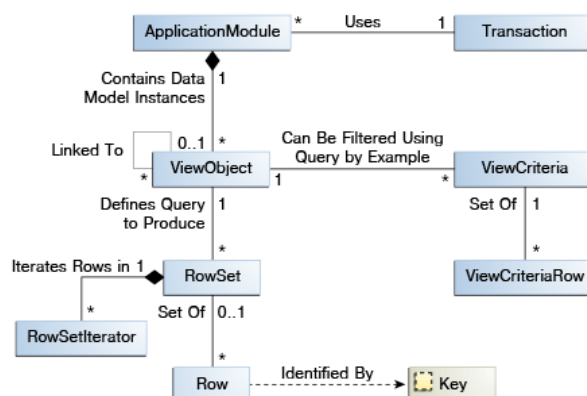 ApplicationModule
* Uses 1
Transaction
Contains Data
Model Instances
1
Linked To
0..1 *
*
ViewObject
Can Be Filtered Using
Query by Example
1 *
ViewCriteria
Defines Query
to Produce
1
*
Set Of 1
*
ViewCriteriaRow
Iterates Rows in 1
RowSet
*
RowSetIterator
Set Of 0..1
*
Row
Identified By
Key